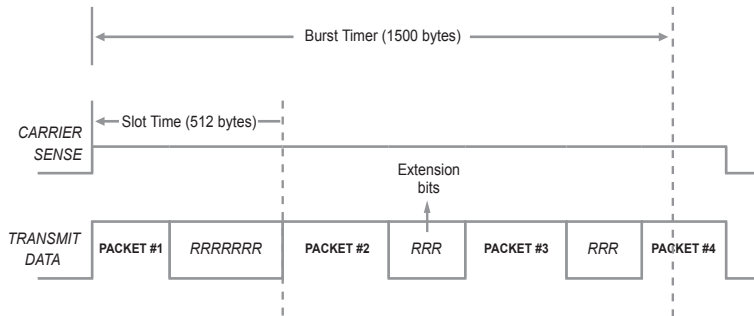 Burst Timer (1500 bytes)
Slot Time (512 bytes)
CARRIER
SENSE
Extension
bits
TRANSMIT
DATA
PACKET #1
RRRRRRR
PACKET #2
RRR
PACKET #3
RRR
PACKET #4